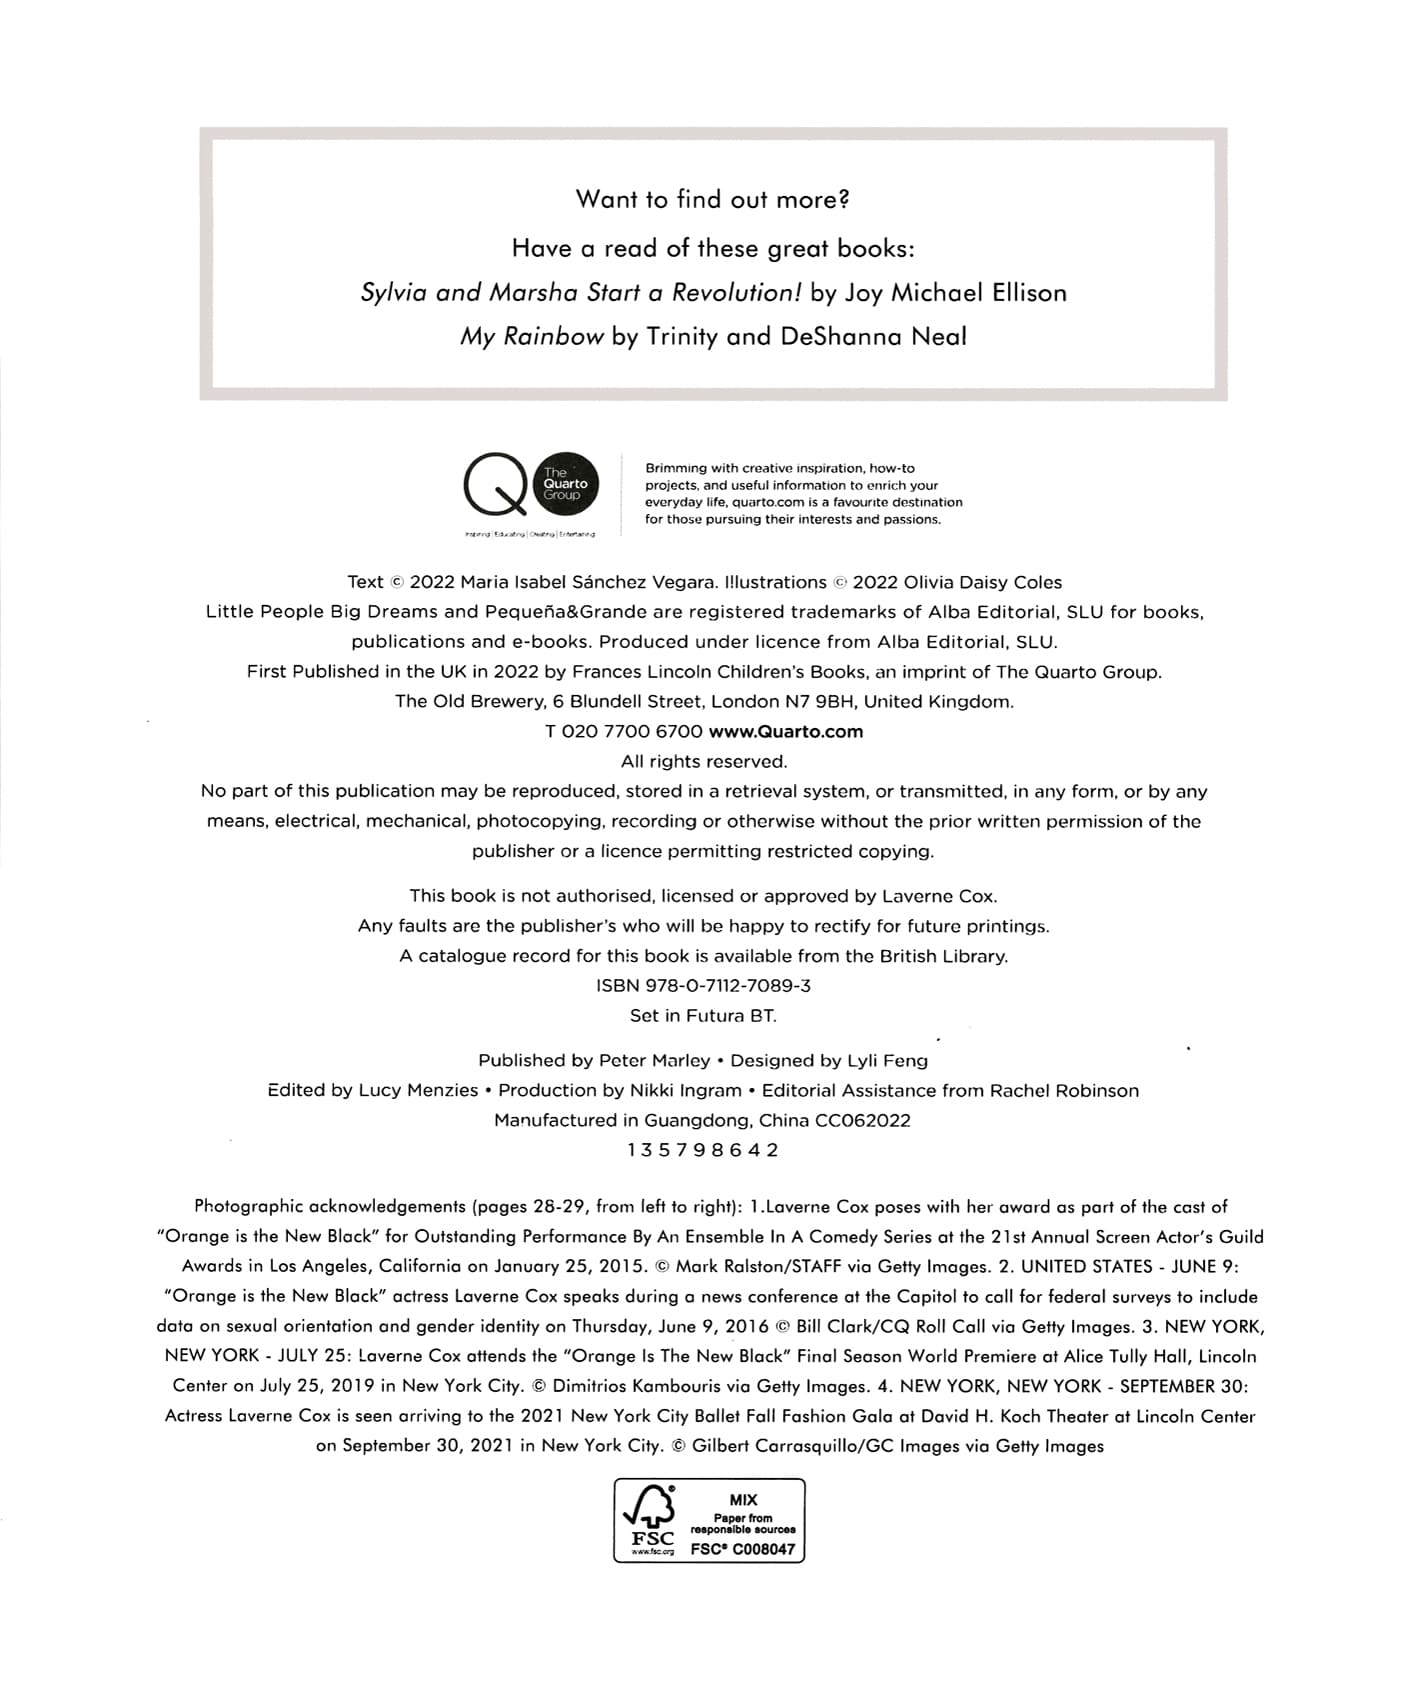 Want to find out more?
Have a read of these great books:
Sylvia and Marsha Start a Revolution! by Joy Michael Ellison
My Rainbow by Trinity and DeShanna Neal
The
Quarto
Group
Inspiring | Educating | Creating | Entertaining
Brimming with creative inspiration, how-to
projects, and useful information to enrich your
everyday life, quarto.com is a favourite destination
for those pursuing their interests and passions.
Text © 2022 Maria Isabel Sánchez Vegara. Illustrations © 2022 Olivia Daisy Coles
Little People Big Dreams and Pequeña&Grande are registered trademarks of Alba Editorial, SLU for books,
publications and e-books. Produced under licence from Alba Editorial, SLU.
First Published in the UK in 2022 by Frances Lincoln Children's Books, an imprint of The Quarto Group.
The Old Brewery, 6 Blundell Street, London N7 9BH, United Kingdom.
T 020 7700 6700 www.Quarto.com
All rights reserved.
No part of this publication may be reproduced, stored in a retrieval system, or transmitted, in any form, or by any
means, electrical, mechanical, photocopying, recording or otherwise without the prior written permission of the
publisher or a licence permitting restricted copying.
This book is not authorised, licensed or approved by Laverne Cox.
Any faults are the publisher's who will be happy to rectify for future printings.
A catalogue record for this book is available from the British Library.
ISBN 978-0-7112-7089-3
Set in Futura BT.
Published by Peter Marley • Designed by Lyli Feng
Edited by Lucy Menzies • Production by Nikki Ingram • Editorial Assistance from Rachel Robinson
Manufactured in Guangdong, China CC062022
1 3 5 7 9 8 6 4 2
Photographic acknowledgements (pages 28-29, from left to right): 1.Laverne Cox poses with her award as part of the cast of
“Orange is the New Black” for Outstanding Performance By An Ensemble In A Comedy Series at the 21st Annual Screen Actor's Guild
Awards in Los Angeles, California on January 25, 2015. © Mark Ralston/STAFF via Getty Images. 2. UNITED STATES - JUNE 9:
“Orange is the New Black” actress Laverne Cox speaks during a news conference at the Capitol to call for federal surveys to include
data on sexual orientation and gender identity on Thursday, June 9, 2016 © Bill Clark/CQ Roll Call via Getty Images. 3. NEW YORK,
NEW YORK - JULY 25: Laverne Cox attends the “Orange Is The New Black” Final Season World Premiere at Alice Tully Hall, Lincoln
Center on July 25, 2019 in New York City. © Dimitrios Kambouris via Getty Images. 4. NEW YORK, NEW YORK - SEPTEMBER 30:
Actress Laverne Cox is seen arriving to the 2021 New York City Ballet Fall Fashion Gala at David H. Koch Theater at Lincoln Center
on September 30, 2021 in New York City. © Gilbert Carrasquillo/GC Images via Getty Images
FSC
www.fsc.org
MIX
Paper from
responsible sources
FSC® C008047